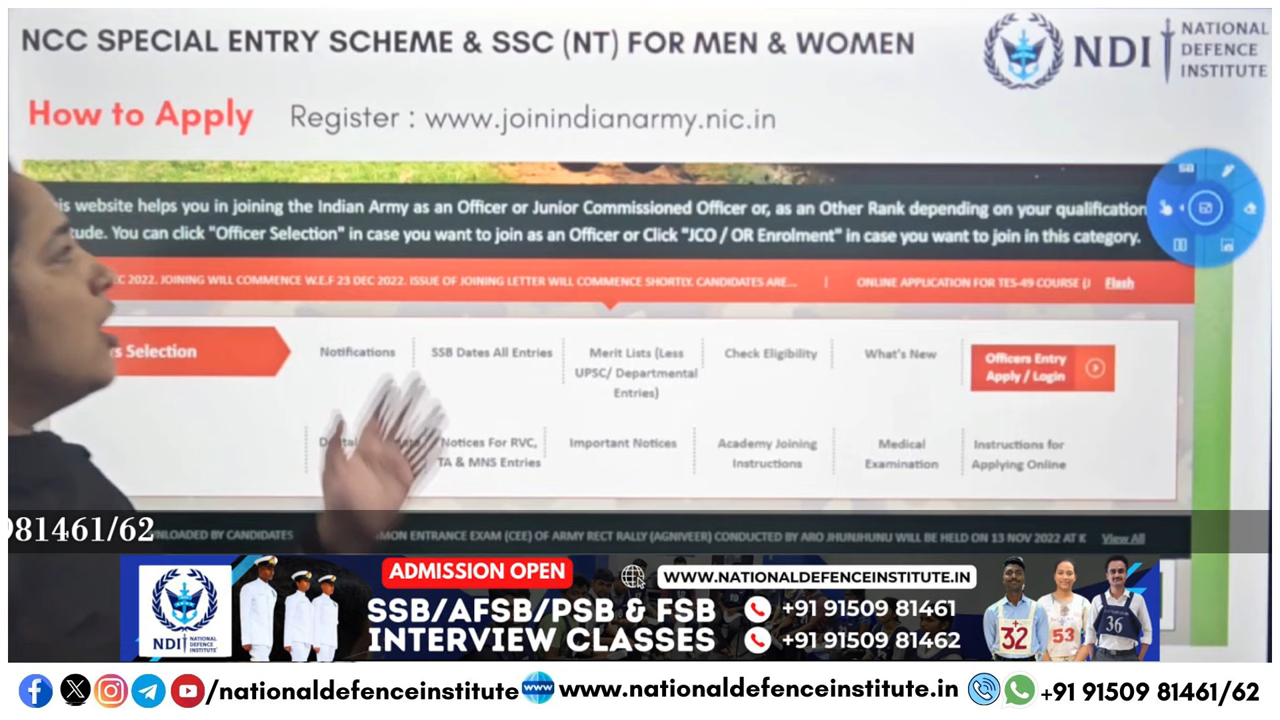 NCC SPECIAL ENTRY SCHEME & SSC (NT) FOR MEN & WOMEN
NDI
NATIONAL
DEFENCE
INSTITUTE
How to Apply
Register : www.joinindianarmy.nic.in
is website helps you in joining the Indian Army as an Officer or Junior Commissioned Officer or, as an Other Rank depending on your qualification
tude. You can click "Officer Selection" in case you want to join as an Officer or Click "JCO / OR Enrolment" in case you want to join in this category.
EC 2022. JOINING WILL COMMENCE W.E.F 23 DEC 2022. ISSUE OF JOINING LETTER WILL COMMENCE SHORTLY. CANDIDATES ARE... | ONLINE APPLICATION FOR TES-49 COURSE (J Flash
rs Selection
Notifications
SSB Dates All Entries
Merit Lists (Less
UPSC/ Departmental
Entries)
Check Eligibility
What's New
Officers Entry
Apply / Login
Notices For RVC,
TA & MNS Entries
Important Notices
Academy Joining
Instructions
Medical
Examination
Instructions for
Applying Online
981461/62
WNLOADED BY CANDIDATES
MON ENTRANCE EXAM (CEE) OF ARMY RECT RALLY (AGNIVEER) CONDUCTED BY ARO JHUNJHUNU WILL BE HELD ON 13 NOV 2022 AT K View All
NDI NATIONAL
DEFENCE
INSTITUTE
ADMISSION OPEN
WWW.NATIONALDEFENCEINSTITUTE.IN
SSB/AFSB/PSB & FSB
INTERVIEW CLASSES
+91 91509 81461
+91 91509 81462
32
53
36
/nationaldefenceinstitute
www
www.nationaldefenceinstitute.in
+91 91509 81461/62